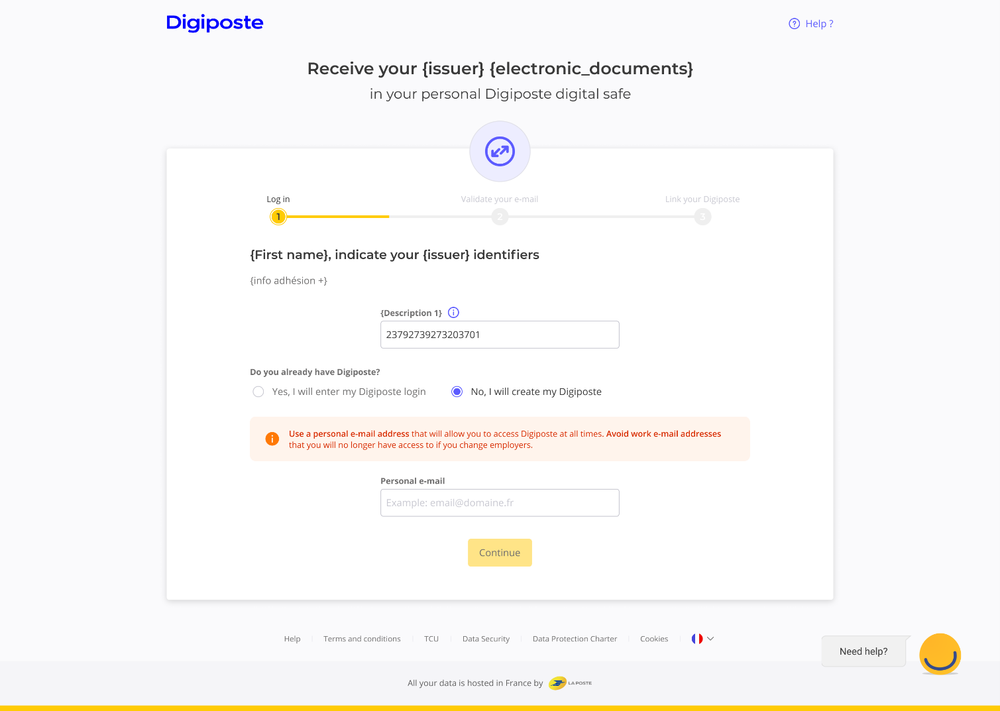 Digiposte
Help ?
Receive your {issuer} {electronic_documents}
in your personal Digiposte digital safe
Log in
Validate your e-mail
Link your Digiposte
1
2
3
{First name}, indicate your {issuer} identifiers
{info adhésion +}
{Description 1}
23792739273203701
Do you already have Digiposte?
Yes, I will enter my Digiposte login
No, I will create my Digiposte
Use a personal e-mail address that will allow you to access Digiposte at all times. Avoid work e-mail addresses
that you will no longer have access to if you change employers.
Personal e-mail
Example: email@domaine.fr
Continue
Help
Terms and conditions
TCU
Data Security
Data Protection Charter
Cookies
Need help?
All your data is hosted in France by
LA POSTE